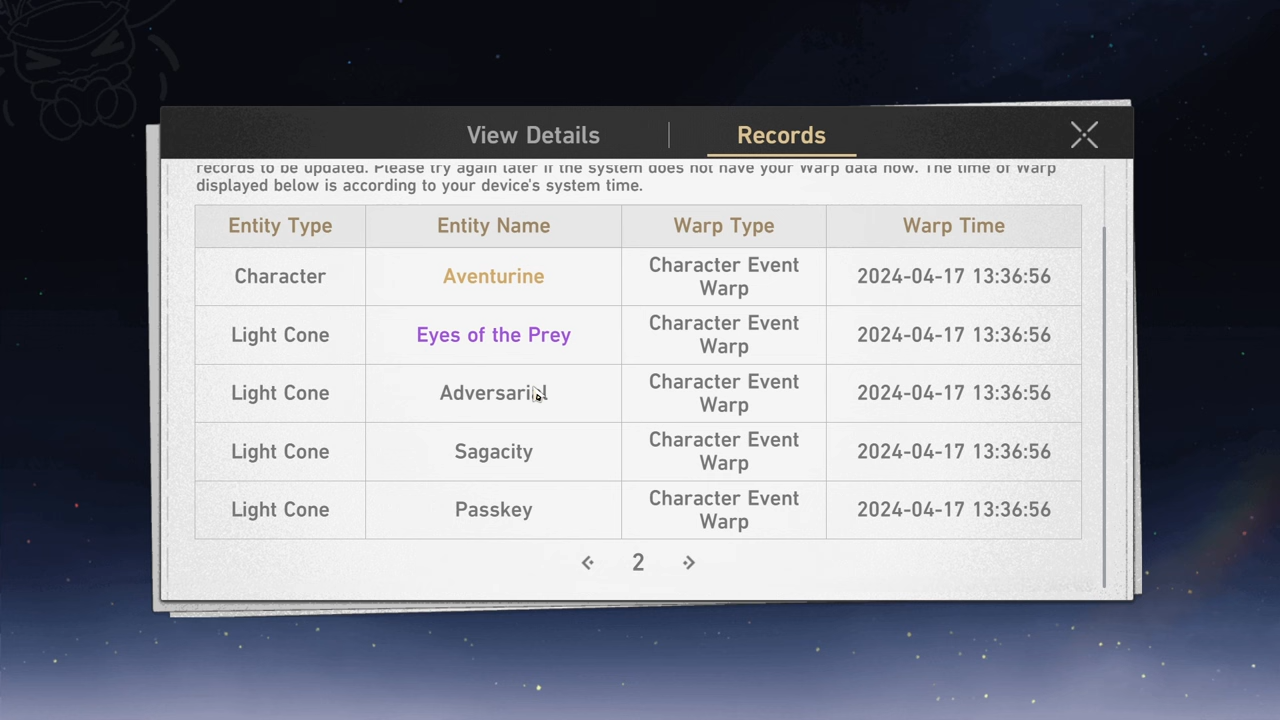 View Details
Records
records to be updated. Please try again later if the system does not have your Warp data now. The time of Warp
displayed below is according to your device's system time.
Entity Type Entity Name Warp Type Warp Time
Character Aventurine Character Event Warp 2024-04-17 13:36:56
Light Cone Eyes of the Prey Character Event Warp 2024-04-17 13:36:56
Light Cone Adversarial Character Event Warp 2024-04-17 13:36:56
Light Cone Sagacity Character Event Warp 2024-04-17 13:36:56
Light Cone Passkey Character Event Warp 2024-04-17 13:36:56
2